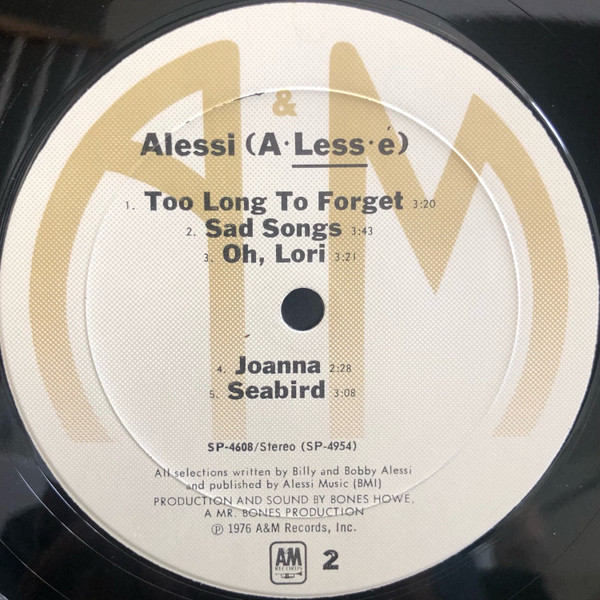 &
Alessi (A·Less·é)
1. Too Long To Forget 3:20
2. Sad Songs 3:43
3. Oh, Lori 3:21
4. Joanna 2:28
5. Seabird 3:08
SP-4608/Stereo (SP-4954)
All selections written by Billy and Bobby Alessi
and published by Alessi Music (BMI)
PRODUCTION AND SOUND BY BONES HOWE,
A MR. BONES PRODUCTION
℗ 1976 A&M Records, Inc.
AM
RECORDS
2